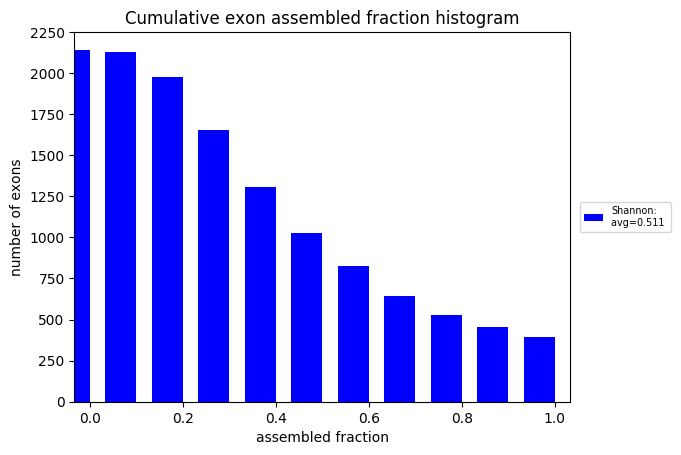 Cumulative exon assembled fraction histogram
2250
2000
1750
1500
1250
1000
750
500
250
0
number of exons
0.0 0.2 0.4 0.6 0.8 1.0
assembled fraction
Shannon:
avg=0.511